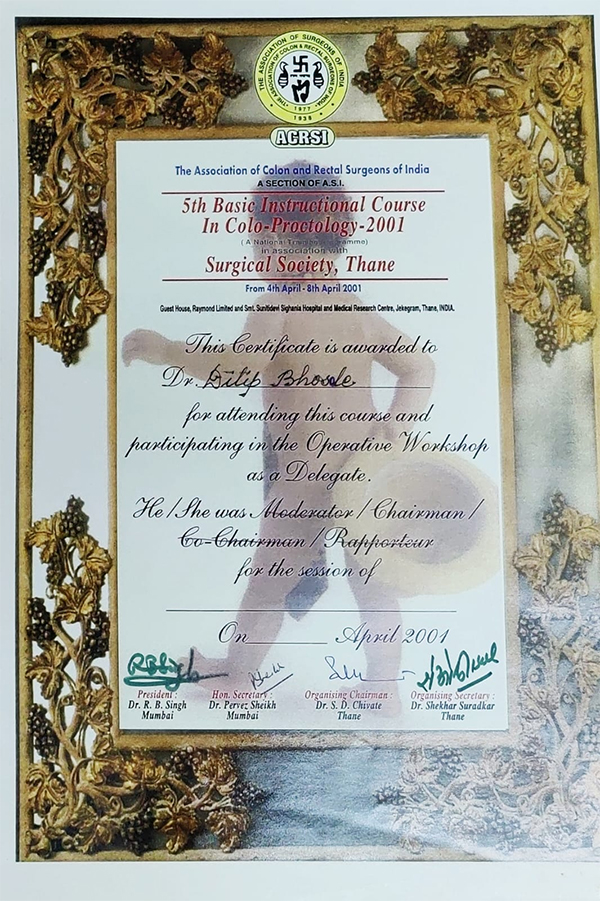 THE ASSOCIATION OF SURGEONS OF INDIA
THE ASSOCIATION OF COLON & RECTAL SURGEONS OF INDIA
1977
1938
ACRSI
The Association of Colon and Rectal Surgeons of India
A SECTION OF A.S.I.
5th Basic Instructional Course
In Colo-Proctology-2001
( A National Training Programme)
in association with
Surgical Society, Thane
From 4th April - 8th April 2001
Guest House, Raymond Limited and Smt. Sunitidevi Sighania Hospital and Medical Research Centre, Jekegram, Thane, INDIA.
This Certificate is awarded to
Dr. Dilip Bhosle
for attending this course and
participating in the Operative Workshop
as a Delegate.
He / She was Moderator / Chairman /
Co-Chairman / Rapporteur
for the session of
On________ April 2001
President : Hon. Secretary : Organising Chairman : Organising Secretary :
Dr. R. B. Singh Dr. Pervez Sheikh Dr. S. D. Chivate Dr. Shekhar Suradkar
Mumbai Mumbai Thane Thane